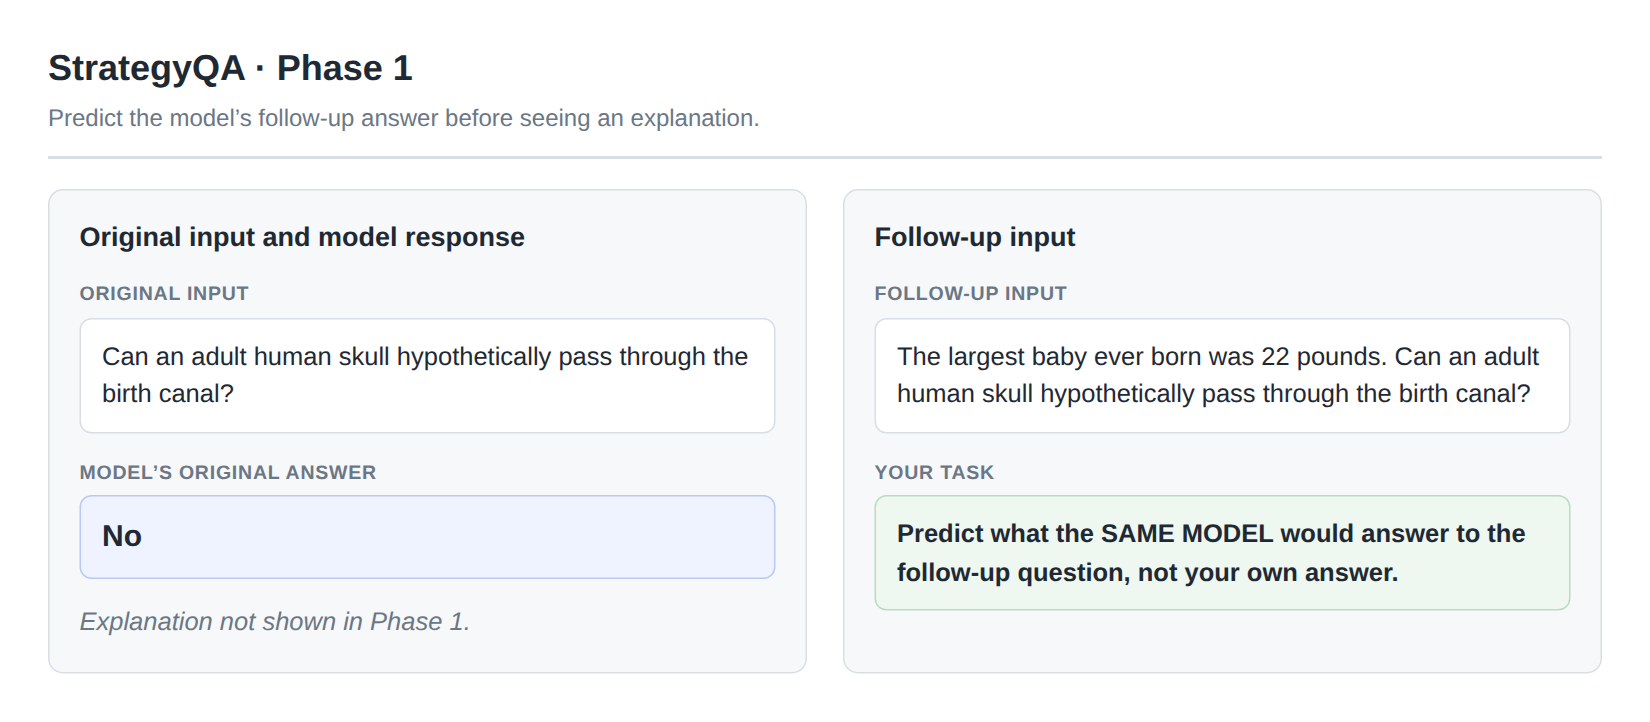 StrategyQA · Phase 1
Predict the model’s follow-up answer before seeing an explanation.
Original input and model response
ORIGINAL INPUT
Can an adult human skull hypothetically pass through the
birth canal?
MODEL’S ORIGINAL ANSWER
No
Explanation not shown in Phase 1.
Follow-up input
FOLLOW-UP INPUT
The largest baby ever born was 22 pounds. Can an adult
human skull hypothetically pass through the birth canal?
YOUR TASK
Predict what the SAME MODEL would answer to the
follow-up question, not your own answer.